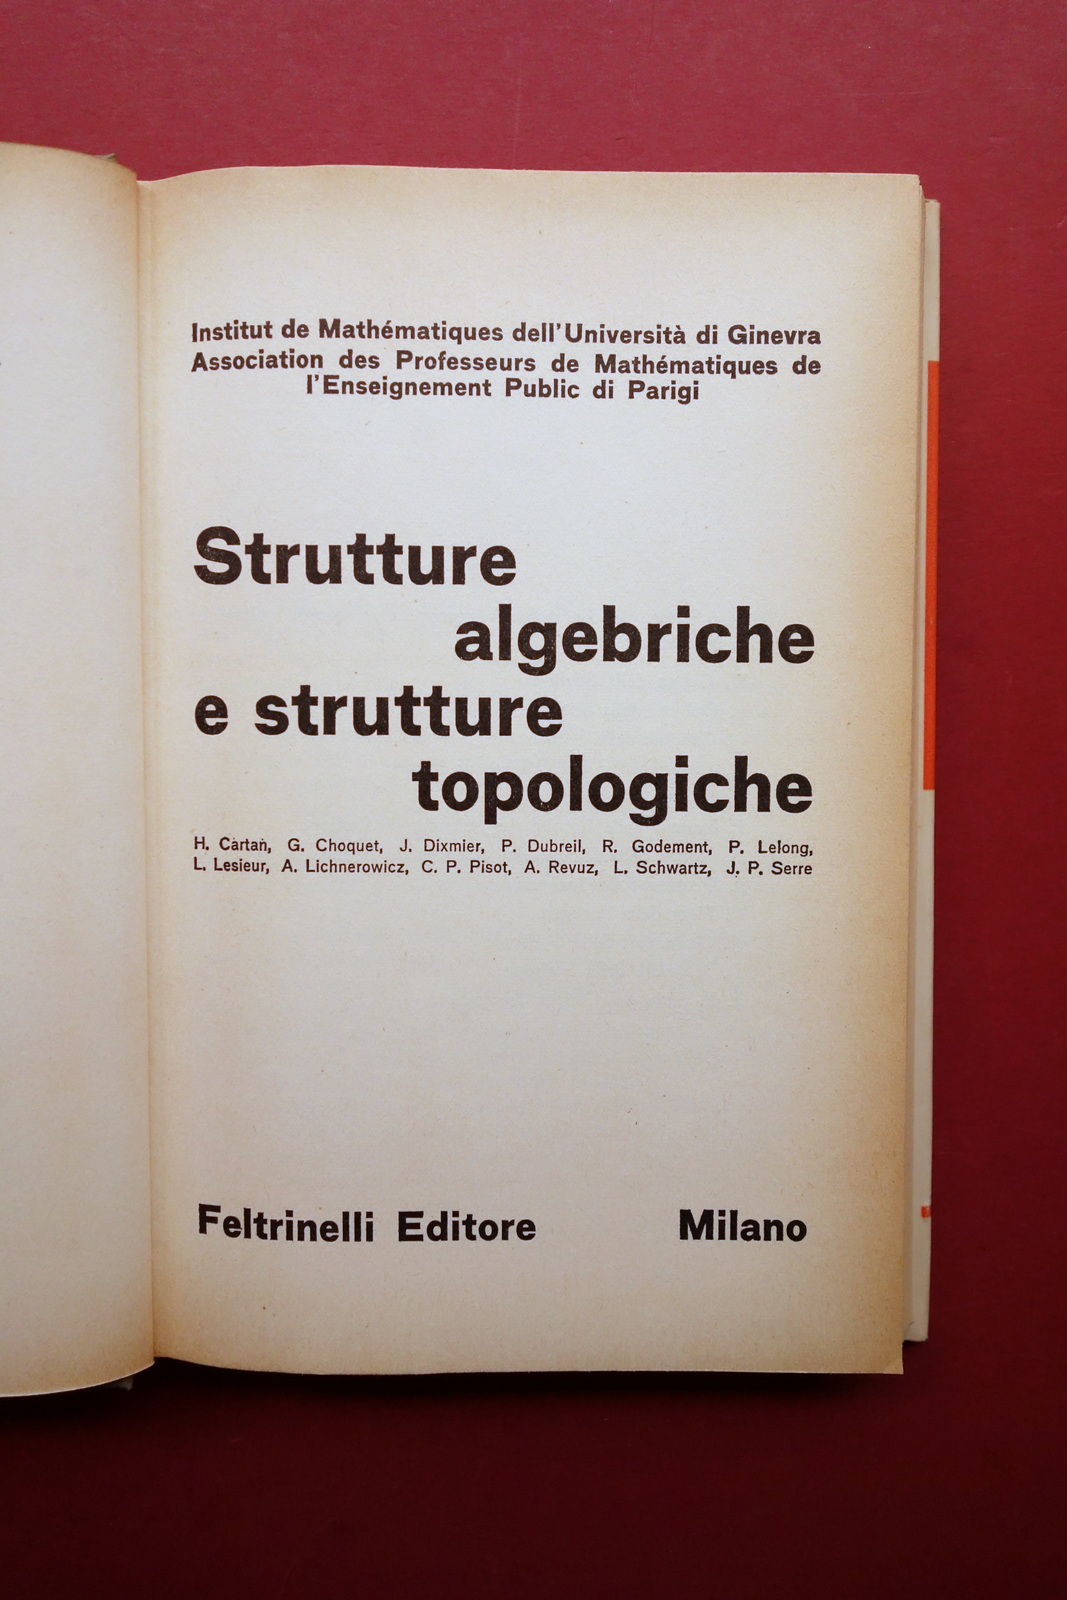 Institut de Mathématiques dell'Università di Ginevra
Association des Professeurs de Mathématiques de
l'Enseignement Public di Parigi
Strutture
algebriche
e strutture
topologiche
H. Cartan, G. Choquet, J. Dixmier, P. Dubreil, R. Godement, P. Lelong,
L. Lesieur, A. Lichnerowicz, C. P. Pisot, A. Revuz, L. Schwartz, J. P. Serre
Feltrinelli Editore Milano